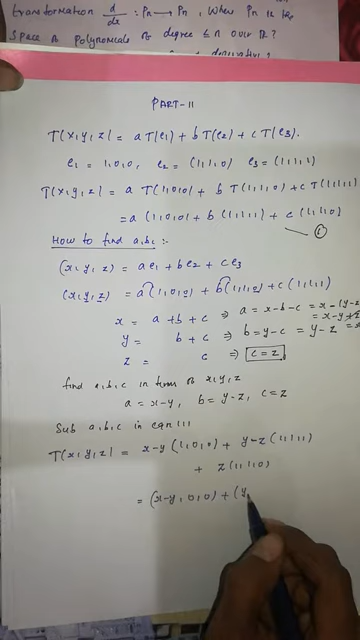 transformation d/dx : Pn → Pn , When Pn is the
Space of Polynomials of degree ≤ n over R ?
PART-II
T(x,y,z) = a T(e1) + b T(e2) + c T(e3).
e1 = 1,0,0, e2 = (1,1,0) e3 = (1,1,1)
T(x,y,z) = a T(1,0,0) + b T(1,1,0) + c T(1,1,1)
= a (1,0,0) + b (1,1,1) + c (1,1,0)
①
How to find a,b,c :-
(x,y,z) = a e1 + b e2 + c e3
(x,y,z) = a(1,0,0) + b(1,1,0) + c(1,1,1)
x = a + b + c ⇒ a = x-b-c = x-(y-z
= x-y+z
y = b + c ⇒ b = y-c = y-z
z = c ⇒ c = z
find a,b,c in terms of x,y,z
a = x-y, b = y-z, c = z
Sub a,b,c in eqn (1)
T(x,y,z) = x-y (1,0,0) + y-z (1,1,1)
+ z(1,1,0)
= (x-y, 0, 0) + (y